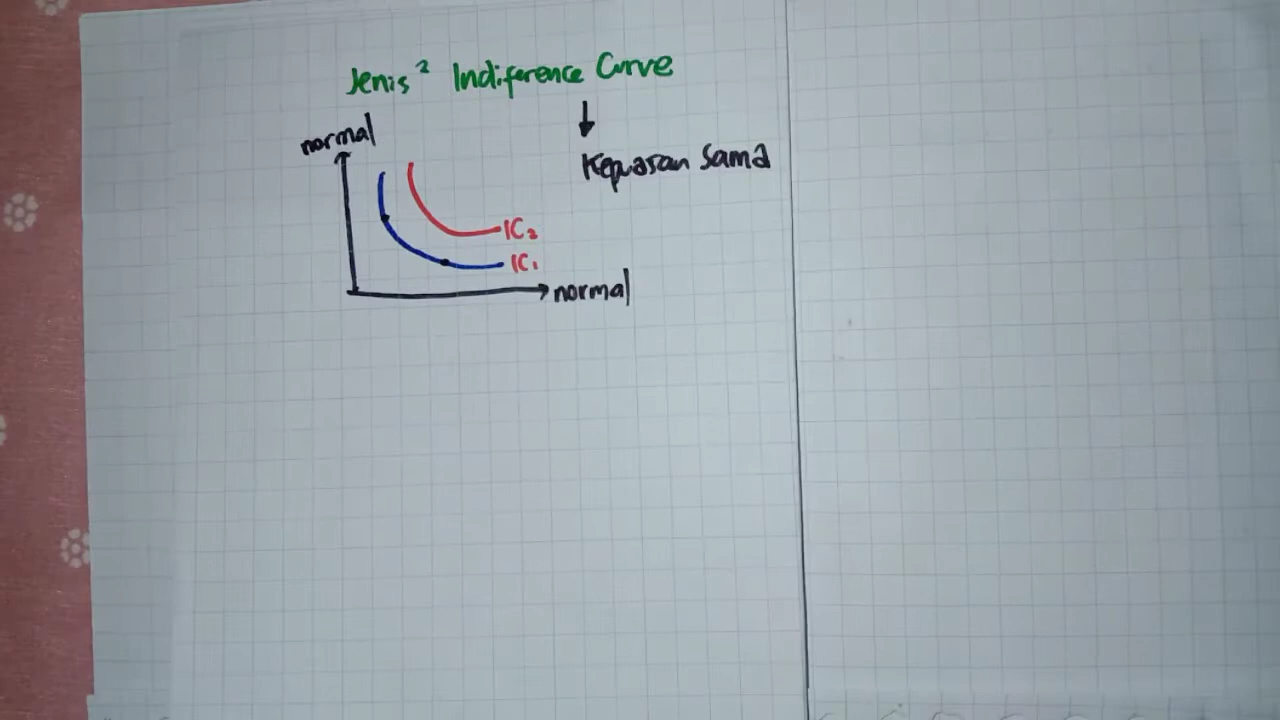 Jenis² Indiference Curve
Kepuasan Sama
normal
IC₂
IC₁
normal